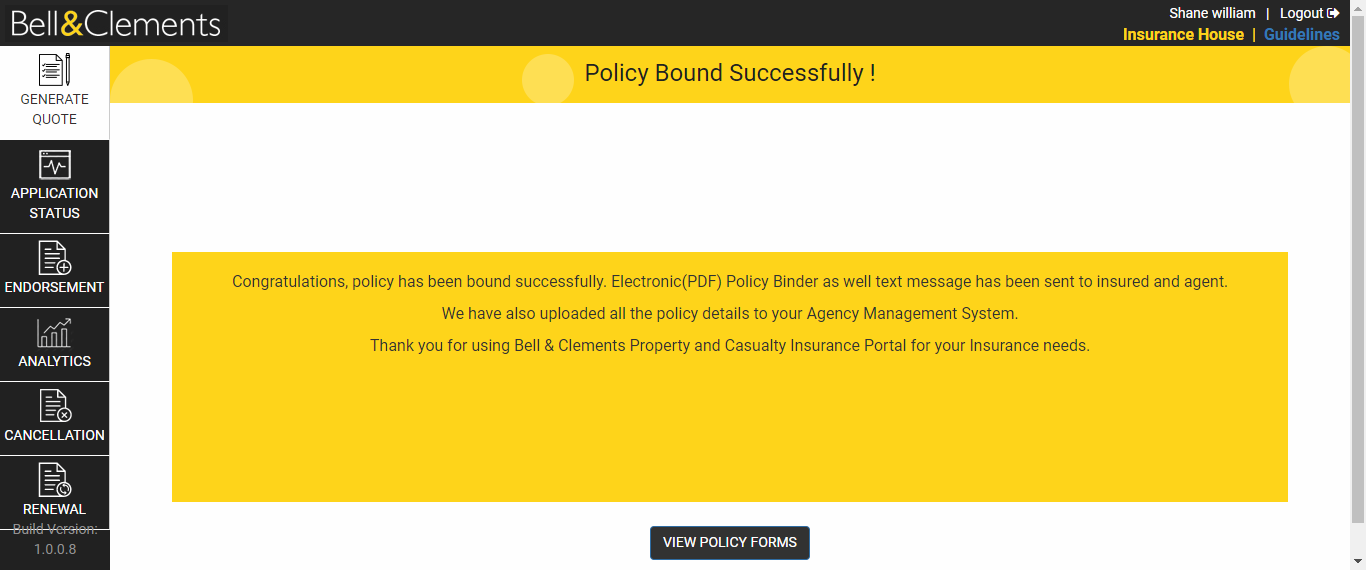 Bell&Clements
Shane william | Logout
Insurance House | Guidelines
GENERATE
QUOTE
APPLICATION
STATUS
ENDORSEMENT
ANALYTICS
CANCELLATION
RENEWAL
Build Version:
1.0.0.8
Policy Bound Successfully !
Congratulations, policy has been bound successfully. Electronic(PDF) Policy Binder as well text message has been sent to insured and agent.
We have also uploaded all the policy details to your Agency Management System.
Thank you for using Bell & Clements Property and Casualty Insurance Portal for your Insurance needs.
VIEW POLICY FORMS